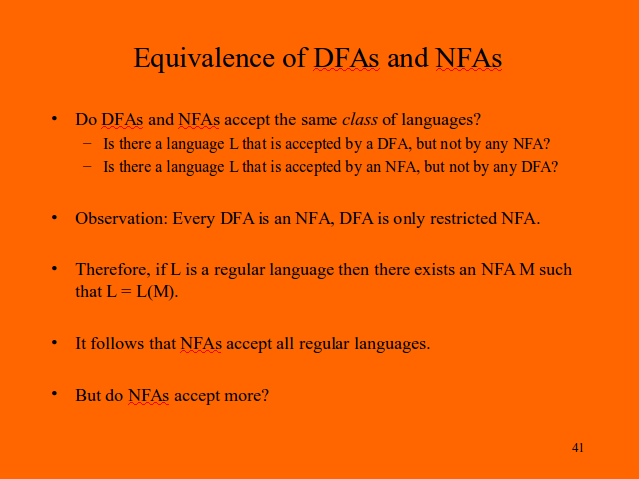 Equivalence of DFAs and NFAs
• Do DFAs and NFAs accept the same class of languages?
– Is there a language L that is accepted by a DFA, but not by any NFA?
– Is there a language L that is accepted by an NFA, but not by any DFA?
• Observation: Every DFA is an NFA, DFA is only restricted NFA.
• Therefore, if L is a regular language then there exists an NFA M such
that L = L(M).
• It follows that NFAs accept all regular languages.
• But do NFAs accept more?
41